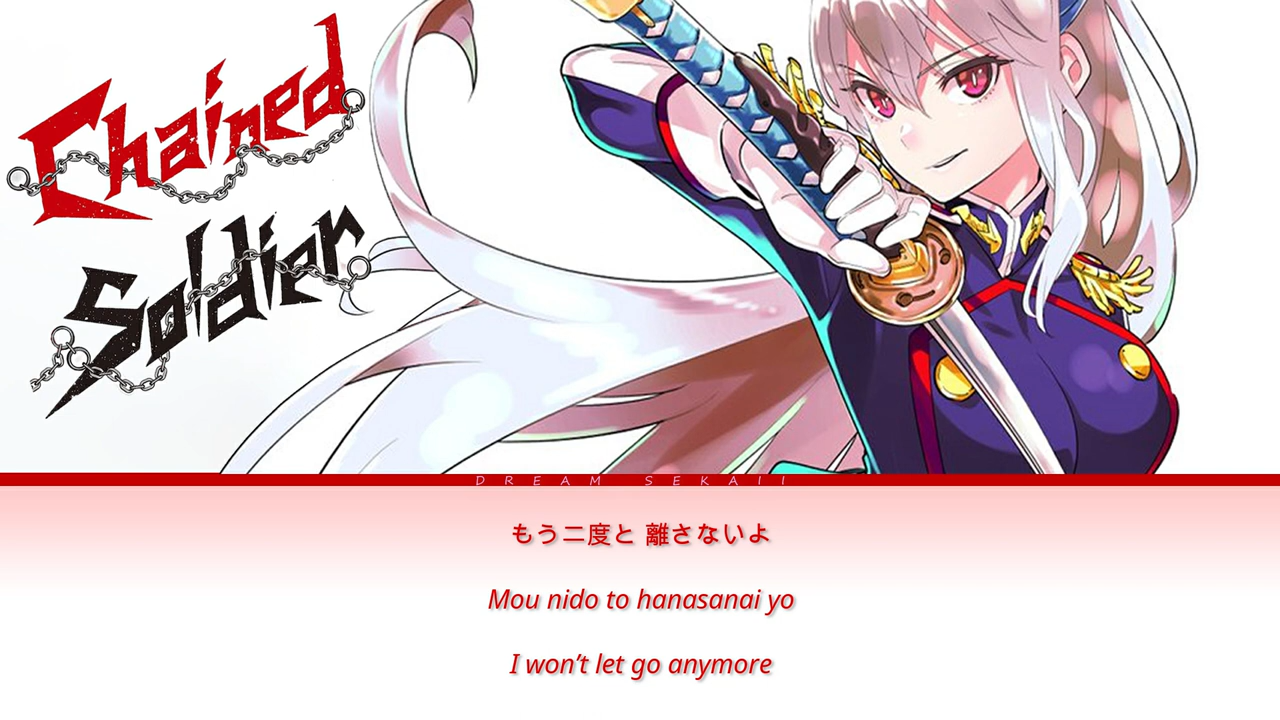 Chained
Soldier
DREAM SEKAII
もう二度と 離さないよ
Mou nido to hanasanai yo
I won’t let go anymore